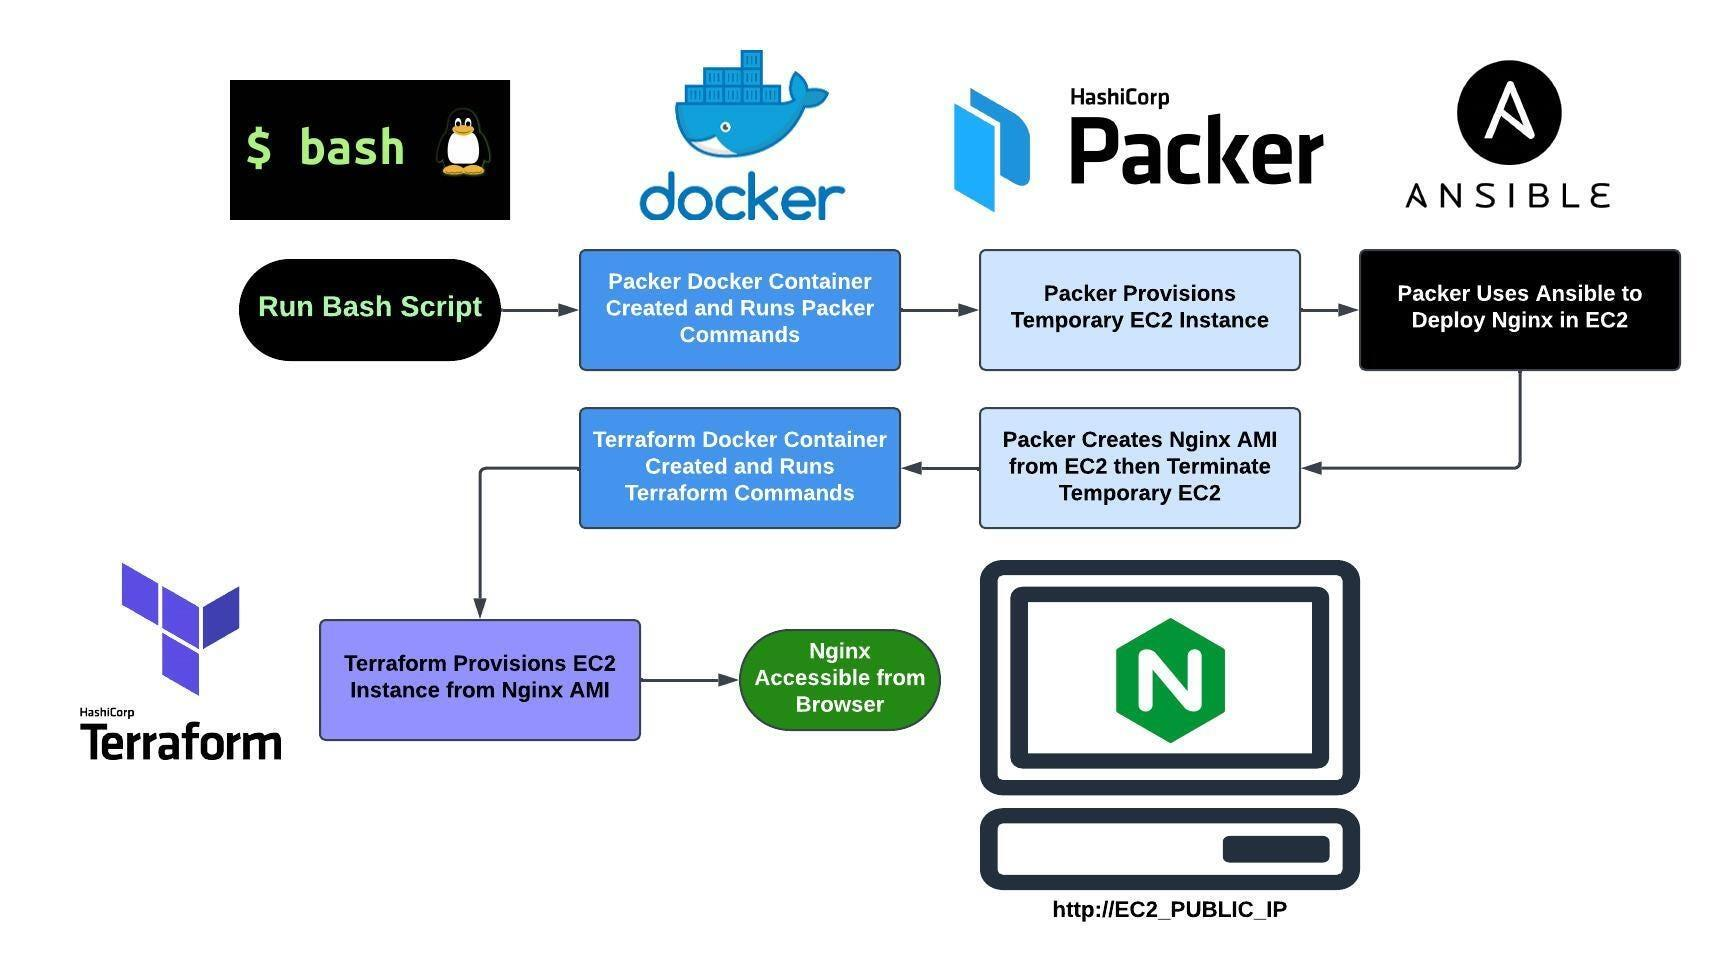 $ bash
docker
HashiCorp
Packer
ANSIBLE
Run Bash Script
Packer Docker Container
Created and Runs Packer
Commands
Packer Provisions
Temporary EC2 Instance
Packer Uses Ansible to
Deploy Nginx in EC2
Terraform Docker Container
Created and Runs
Terraform Commands
Packer Creates Nginx AMI
from EC2 then Terminate
Temporary EC2
HashiCorp
Terraform
Terraform Provisions EC2
Instance from Nginx AMI
Nginx
Accessible from
Browser
N
http://EC2_PUBLIC_IP